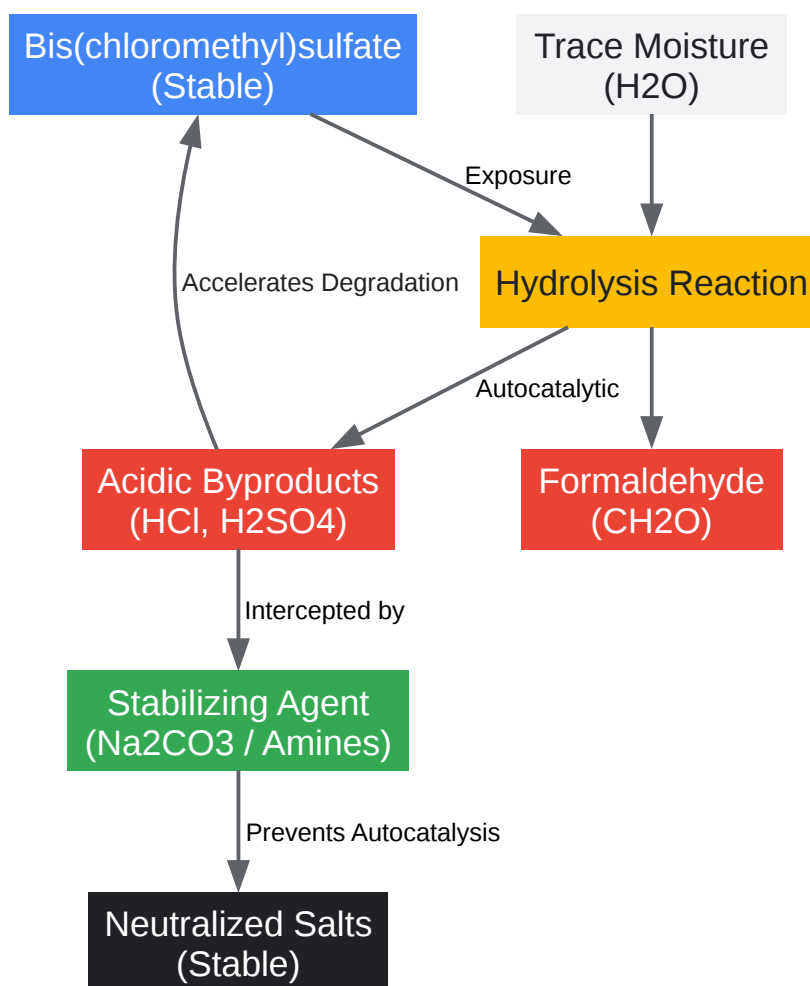 Bis(chloromethyl)sulfate
(Stable)
Trace Moisture
(H2O)
Exposure
Hydrolysis Reaction
Accelerates Degradation
Autocatalytic
Acidic Byproducts
(HCl, H2SO4)
Formaldehyde
(CH2O)
Intercepted by
Stabilizing Agent
(Na2CO3 / Amines)
Prevents Autocatalysis
Neutralized Salts
(Stable)